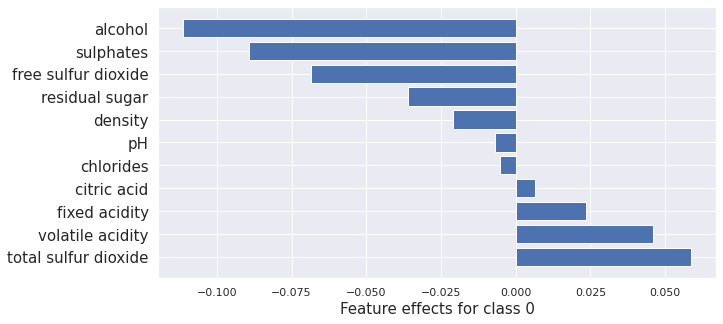 alcohol
sulphates
free sulfur dioxide
residual sugar
density
pH
chlorides
citric acid
fixed acidity
volatile acidity
total sulfur dioxide
−0.100 −0.075 −0.050 −0.025 0.000 0.025 0.050
Feature effects for class 0